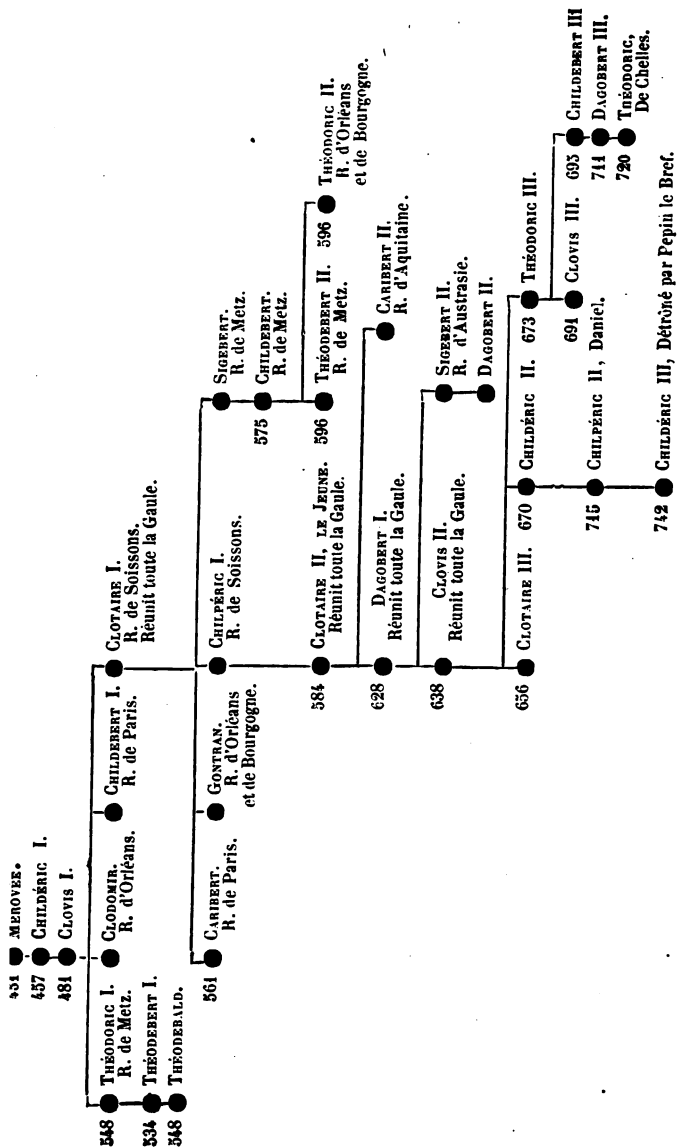 451 MEROVEE.
457 CHILDÉRIC I.
481 CLOVIS I.
548 THÉODORIC I.
R. de Metz.
534 THÉODEBERT I.
548 THÉODEBALD.
CLODOMIR.
R. d'Orléans.
CHILDEBERT I.
R. de Paris.
CLOTAIRE I.
R. de Soissons.
Réunit toute la Gaule.
561 CARIBERT.
R. de Paris.
GONTRAN.
R. d'Orléans
et de Bourgogne.
CHILPÉRIC I.
R. de Soissons.
SIGEBERT.
R. de Metz.
575 CHILDEBERT.
R. de Metz.
596 THÉODEBERT II.
R. de Metz.
596 THÉODORIC II.
R. d'Orléans
et de Bourgogne.
584 CLOTAIRE II, LE JEUNE.
Réunit toute la Gaule.
628 DAGOBERT I.
Réunit toute la Gaule.
CARIBERT II.
R. d'Aquitaine.
638 CLOVIS II.
Réunit toute la Gaule.
SIGEBERT II.
R. d'Austrasie.
DAGOBERT II.
656 CLOTAIRE III.
670 CHILDÉRIC II.
715 CHILPÉRIC II, Daniel.
742 CHILDÉRIC III, Détrôné par Pepin le Bref.
673 THÉODORIC III.
691 CLOVIS III.
695 CHILDEBERT III
711 DAGOBERT III.
720 THÉODORIC,
De Chelles.